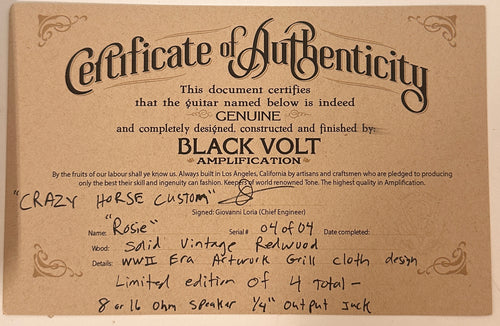 Certificate of Authenticity
This document certifies
that the guitar named below is indeed
GENUINE
and completely designed, constructed and finished by:
BLACK VOLT
AMPLIFICATION
By the fruits of our labour shall ye know us. Always built in Los Angeles, California by artisans and craftsmen who are pledged to producing
only the best their skill and ingenuity can fashion. Keepers of world renowned Tone. The highest quality in Amplification.
"CRAZY HORSE CUSTOM"
Signed: Giovanni Loria (Chief Engineer)
Name: "Rosie" Serial # 04 of 04 Date completed:
Wood: Solid Vintage Redwood
Details: WWII Era Artwork Grill cloth design
Limited edition of 4 total-
8 or 16 Ohm speaker 1/4" output Jack